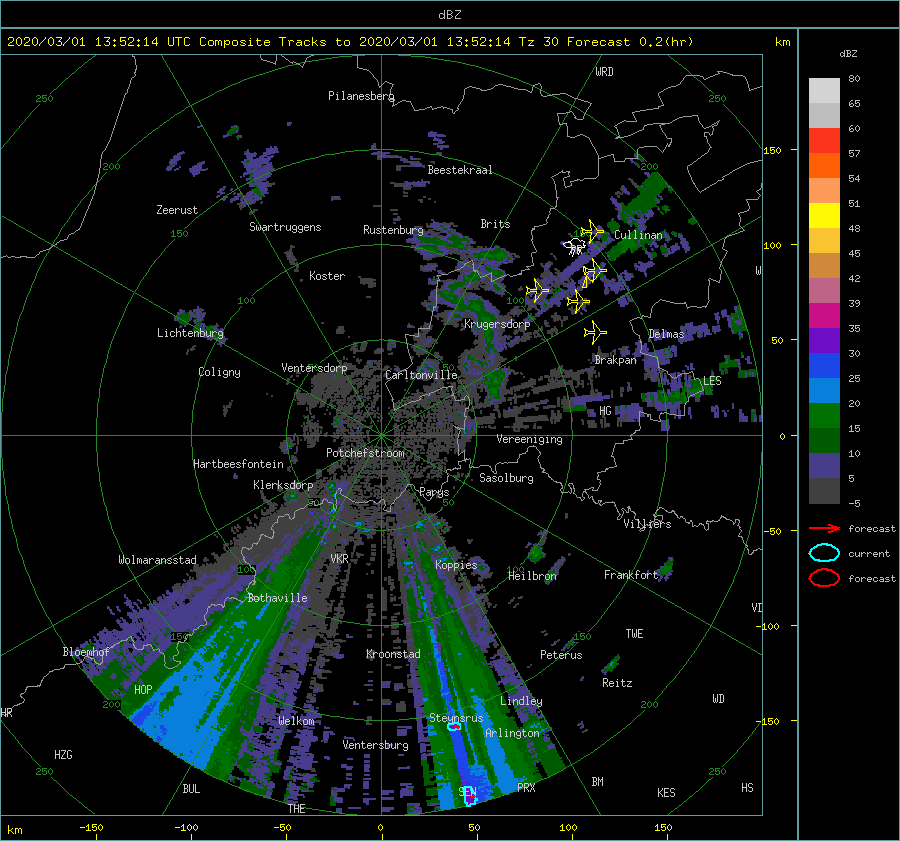 dBZ
2020/03/01 13:52:14 UTC Composite Tracks to 2020/03/01 13:52:14 Tz 30 Forecast 0.2(hr)
km
dBZ
WRD
80
250
Pilanesberg
250
65
60
150
57
200
Beestekraal
200
54
Zeerust
51
Swartruggens
Rustenburg
Brits
150
Cullinan
48
100
45
Koster
W
42
100
100
39
Krugersdorp
35
Lichtenburg
Delmas
50
30
Brakpan
Coligny
Ventersdorp
Carltonville
LES
25
HG
20
0
Vereeniging
15
Potchefstroom
Hartbeesfontein
10
Sasolburg
5
Klerksdorp
Parys
50
50
-5
Villiers
forecast
-50
current
Wolmaransstad
VKR
Koppies
100
100
Heilbron
Frankfort
forecast
Bothaville
VI
-100
150
150
TWE
Bloemhof
Kroonstad
Peterus
HOP
Reitz
200
Lindley
200
WD
HR
Welkom
Steynsrus
-150
Arlington
Ventersburg
HZG
250
250
BUL
SEN
PRX
BM
KES
HS
THE
km
-150
-100
-50
0
50
100
150